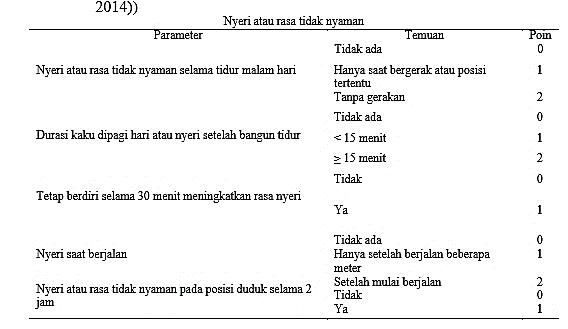 2014))
Nyeri atau rasa tidak nyaman
Parameter Temuan Poin
Tidak ada 0
Nyeri atau rasa tidak nyaman selama tidur malam hari Hanya saat bergerak atau posisi 1
tertentu
Tanpa gerakan 2
Tidak ada 0
Durasi kaku dipagi hari atau nyeri setelah bangun tidur < 15 menit 1
≥ 15 menit 2
Tidak 0
Tetap berdiri selama 30 menit meningkatkan rasa nyeri
Ya 1
Tidak ada 0
Nyeri saat berjalan Hanya setelah berjalan beberapa 1
meter
Setelah mulai berjalan 2
Nyeri atau rasa tidak nyaman pada posisi duduk selama 2 Tidak 0
jam Ya 1